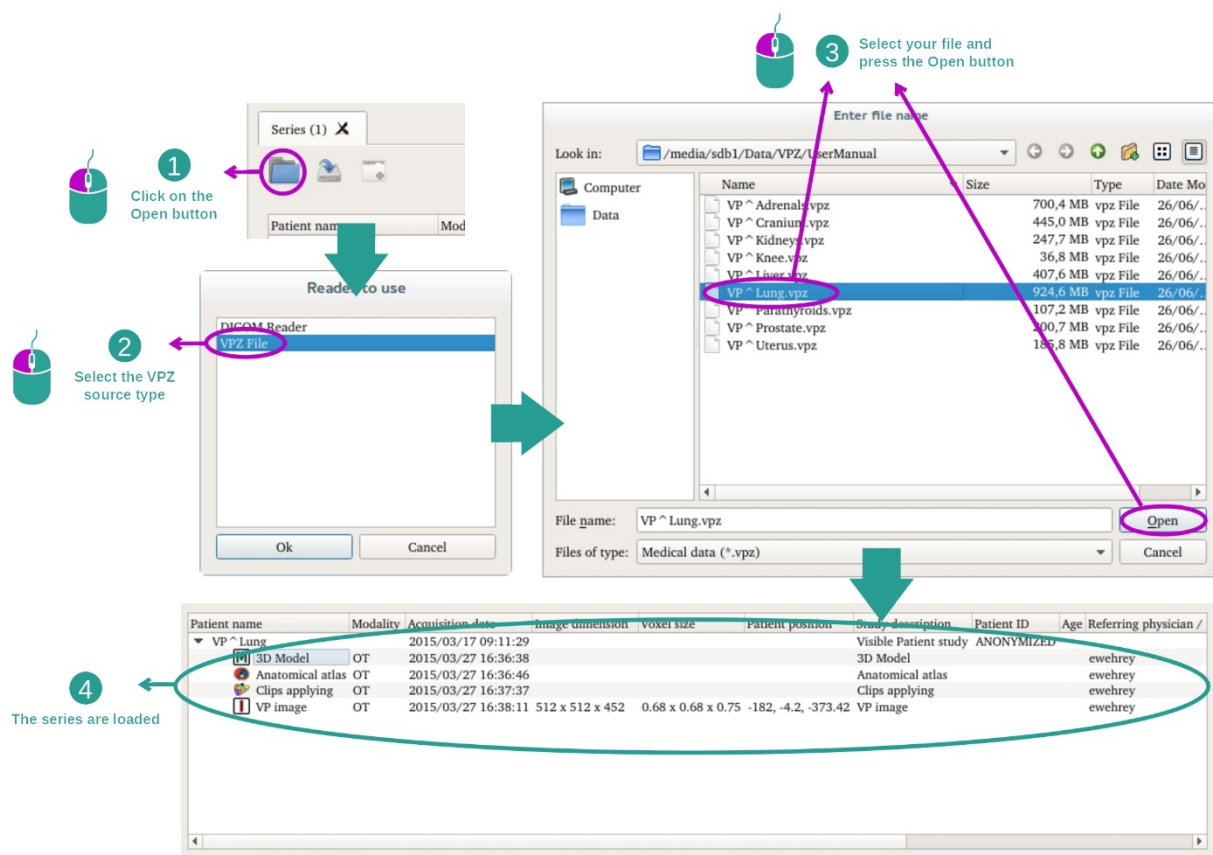 3
Select your file and
press the Open button
Series (1)
1
Click on the
Open button
Patient name Mod
Reader to use
DICOM Reader
VPZ File
2
Select the VPZ
source type
Ok Cancel
Enter file name
Look in: /media/sdb1/Data/VPZ/UserManual
Computer
Data
Name Size Type Date Mo
VP^Adrenals.vpz 700,4 MB vpz File 26/06/..
VP^Cranium.vpz 445,0 MB vpz File 26/06/..
VP^Kidneys.vpz 247,7 MB vpz File 26/06/..
VP^Knee.vpz 36,8 MB vpz File 26/06/..
VP^Liver.vpz 407,6 MB vpz File 26/06/..
VP^Lung.vpz 924,6 MB vpz File 26/06/..
VP^Parathyroids.vpz 107,2 MB vpz File 26/06/..
VP^Prostate.vpz 200,7 MB vpz File 26/06/..
VP^Uterus.vpz 185,8 MB vpz File 26/06/..
File name: VP^Lung.vpz Open
Files of type: Medical data (*.vpz) Cancel
Patient name Modality Acquisition date Image dimension Voxel size Patient position Study description Patient ID Age Referring physician /
VP^Lung 2015/03/17 09:11:29 Visible Patient study ANONYMIZED
M 3D Model OT 2015/03/27 16:36:38 3D Model ewehrey
Anatomical atlas OT 2015/03/27 16:36:46 Anatomical atlas ewehrey
Clips applying OT 2015/03/27 16:37:37 Clips applying ewehrey
I VP image OT 2015/03/27 16:38:11 512 x 512 x 452 0.68 x 0.68 x 0.75 -182, -4.2, -373.42 VP image ewehrey
4
The series are loaded